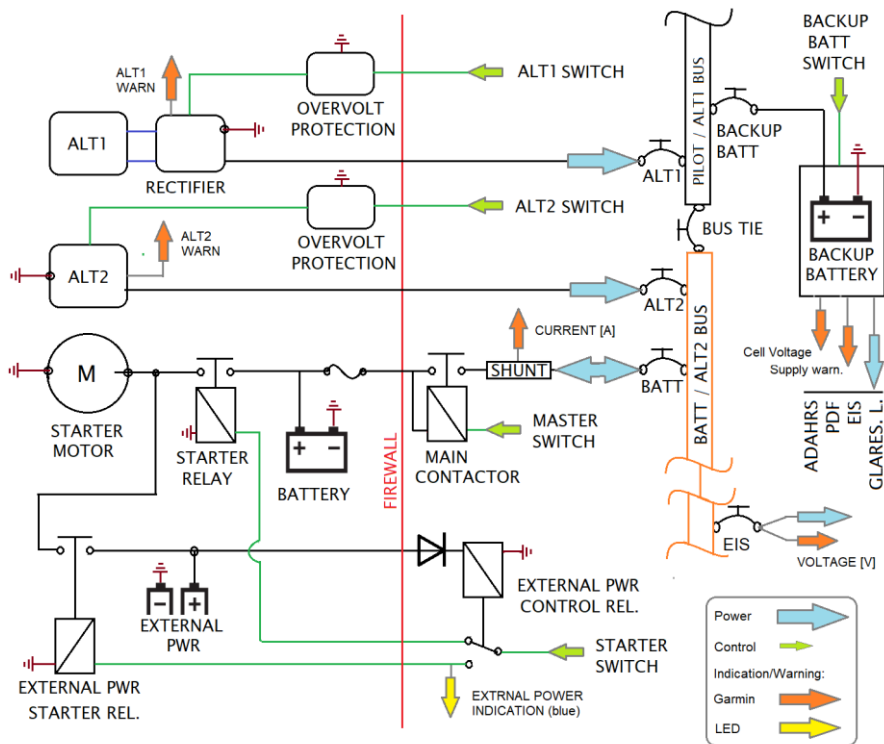 ALT1
WARN
ALT1 SWITCH
OVERVOLT
PROTECTION
ALT1
RECTIFIER
ALT1
PILOT / ALT1 BUS
BACKUP
BATT
SWITCH
BACKUP
BATT
ALT2 SWITCH
OVERVOLT
PROTECTION
ALT2
WARN
ALT2
ALT2
BUS TIE
+ -
BACKUP
BATTERY
Cell Voltage
Supply warn.
ADAHRS
PDF
EIS
GLARES. L.
CURRENT [A]
SHUNT
BATT
BATT / ALT2 BUS
M
STARTER
MOTOR
STARTER
RELAY
+ -
BATTERY
FIREWALL
MASTER
SWITCH
MAIN
CONTACTOR
EIS
VOLTAGE [V]
- +
EXTERNAL
PWR
EXTERNAL PWR
CONTROL REL.
STARTER
SWITCH
EXTERNAL PWR
STARTER REL.
EXTRNAL POWER
INDICATION (blue)
Power
Control
Indication/Warning:
Garmin
LED